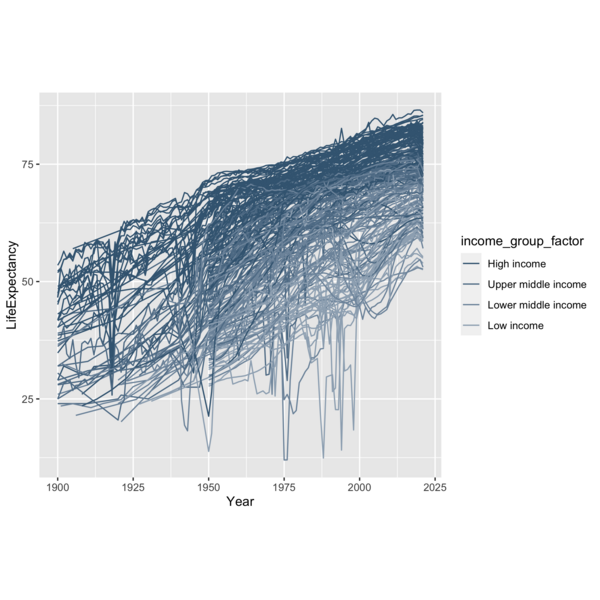 75
50
25
LifeExpectancy
1900
1925
1950
1975
2000
2025
Year
income_group_factor
High income
Upper middle income
Lower middle income
Low income